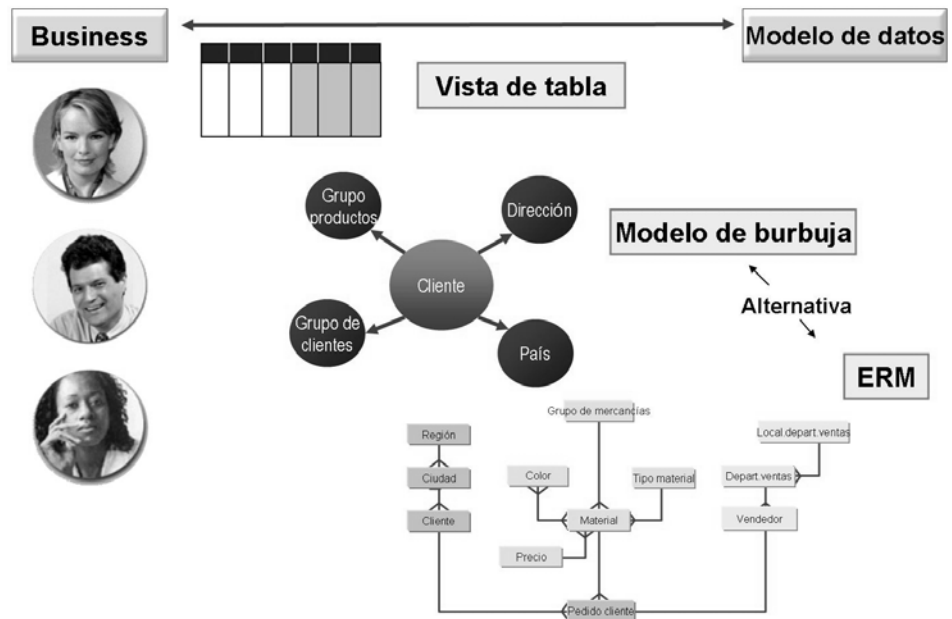 Business
Modelo de datos
Vista de tabla
Grupo
productos
Dirección
Modelo de burbuja
Cliente
Alternativa
Grupo de
clientes
País
ERM
Grupo de mercancías
Región
Local.depart.ventas
Ciudad
Color
Tipo material
Depart.ventas
Cliente
Material
Vendedor
Precio
Pedido cliente